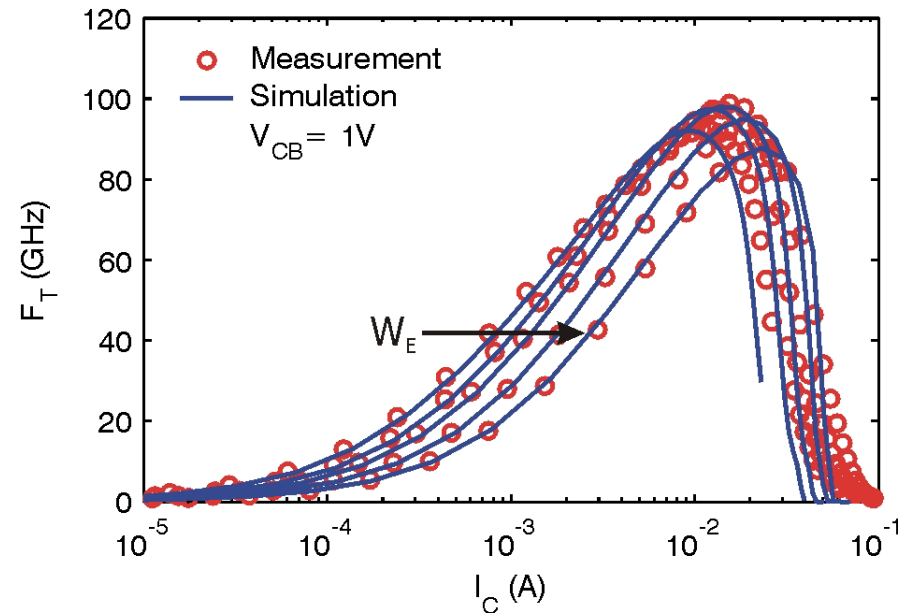 120
100
80
60
40
20
0
F_T (GHz)
Measurement
Simulation
V_CB = 1V
W_E
10^-5
10^-4
10^-3
10^-2
10^-1
I_C (A)